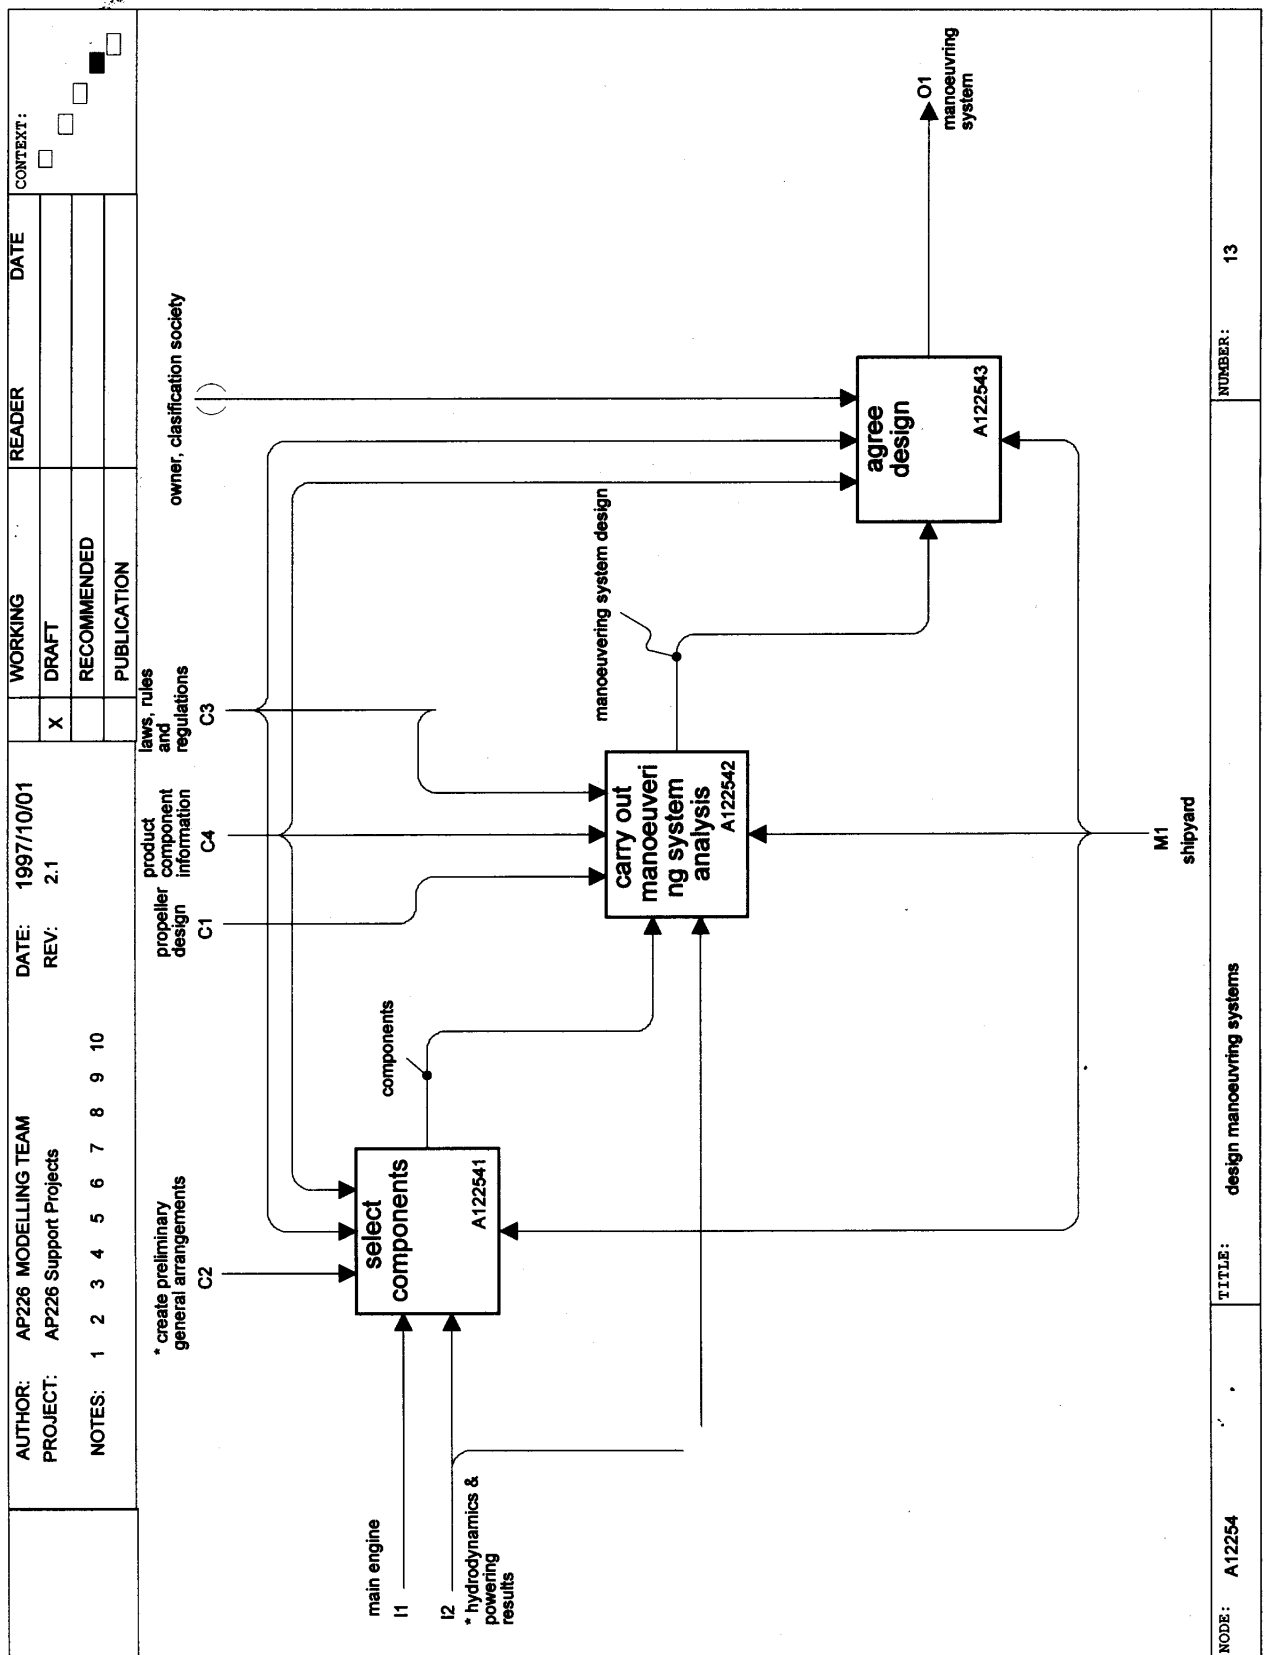 AUTHOR: AP226 MODELLING TEAM
DATE: 1997/10/01
WORKING
READER
DATE
CONTEXT:
PROJECT: AP226 Support Projects
REV: 2.1
X
DRAFT
RECOMMENDED
NOTES: 1 2 3 4 5 6 7 8 9 10
PUBLICATION
* create preliminary
general arrangements
C2
propeller
design
C1
product
component
information
C4
laws, rules
and
regulations
C3
owner, clasification society
main engine
I1
I2
* hydrodynamics &
powering
results
select
components
A122541
components
carry out
manoeuveri
ng system
analysis
A122542
manoeuvering system design
agree
design
A122543
O1
manoeuvring
system
M1
shipyard
NODE: A12254
TITLE: design manoeuvring systems
NUMBER: 13